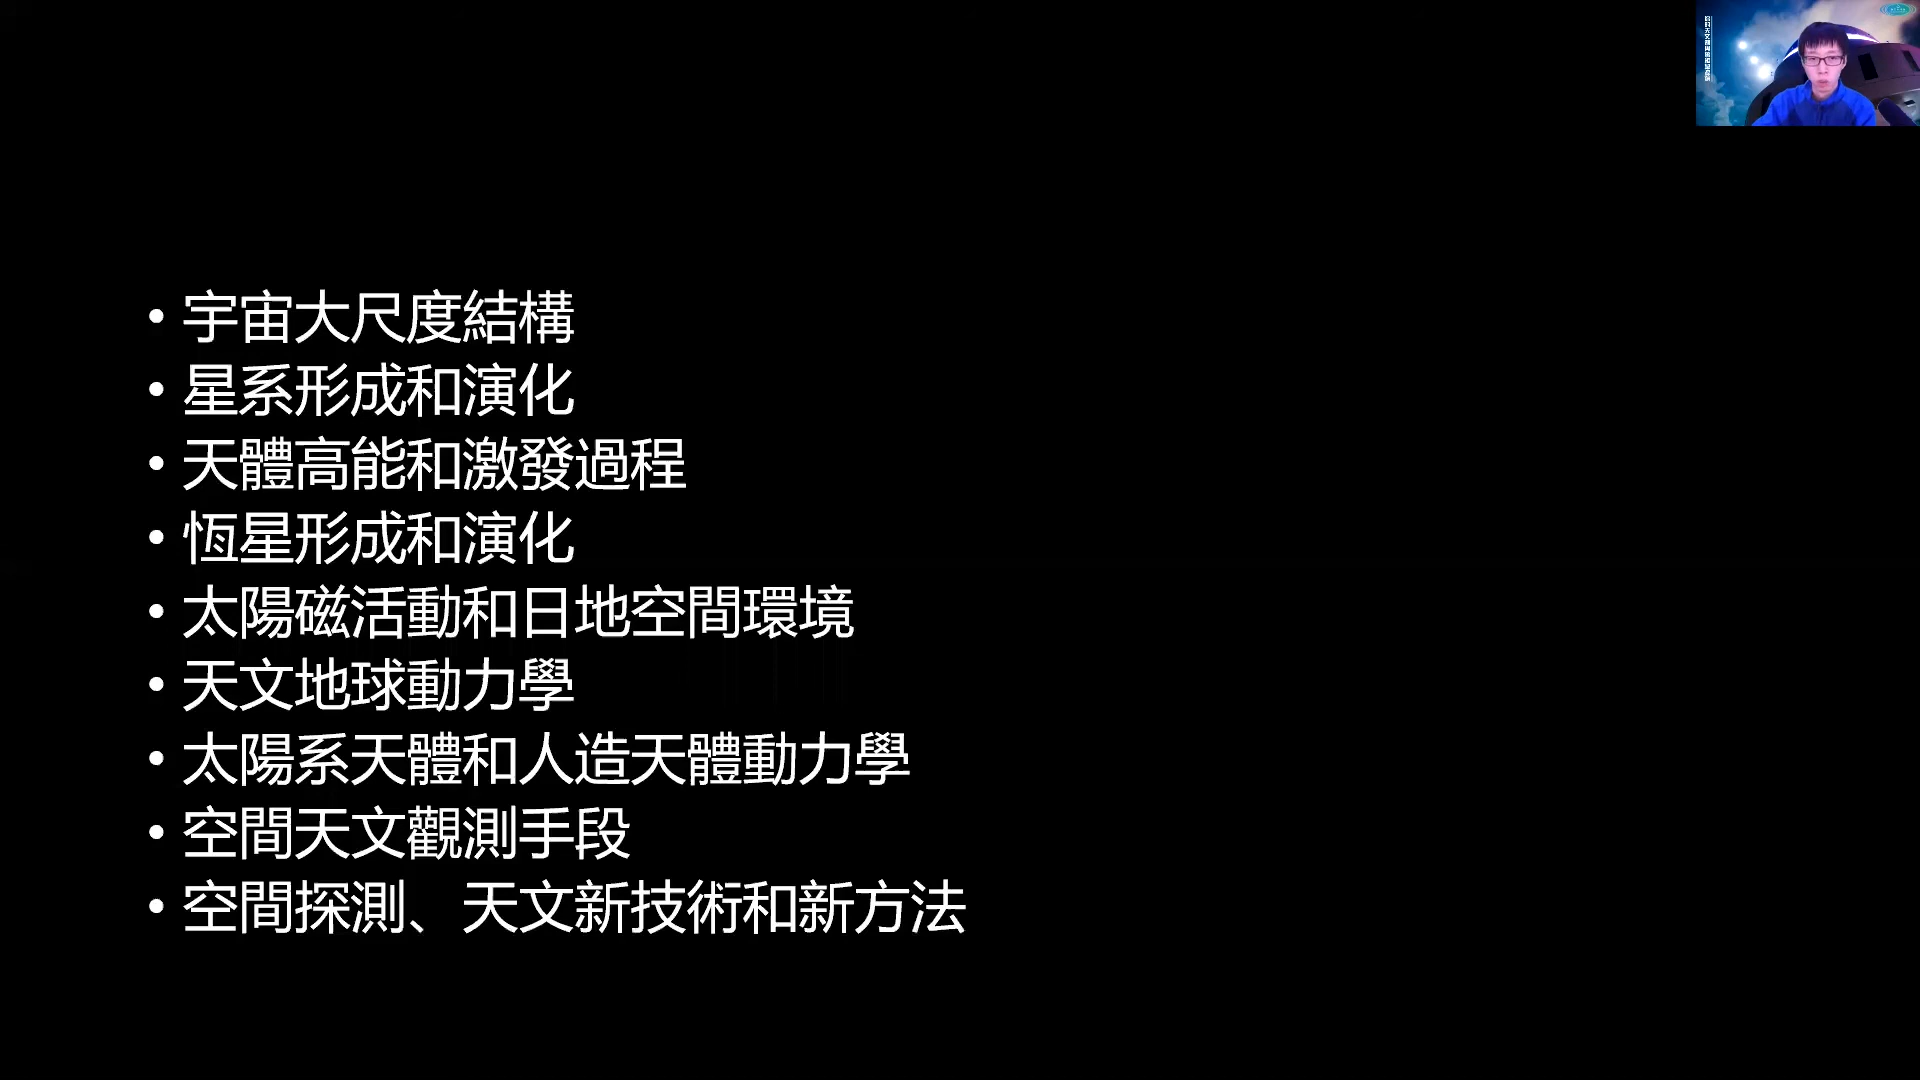 • 宇宙大尺度結構
• 星系形成和演化
• 天體高能和激發過程
• 恆星形成和演化
• 太陽磁活動和日地空間環境
• 天文地球動力學
• 太陽系天體和人造天體動力學
• 空間天文觀測手段
• 空間探測、天文新技術和新方法